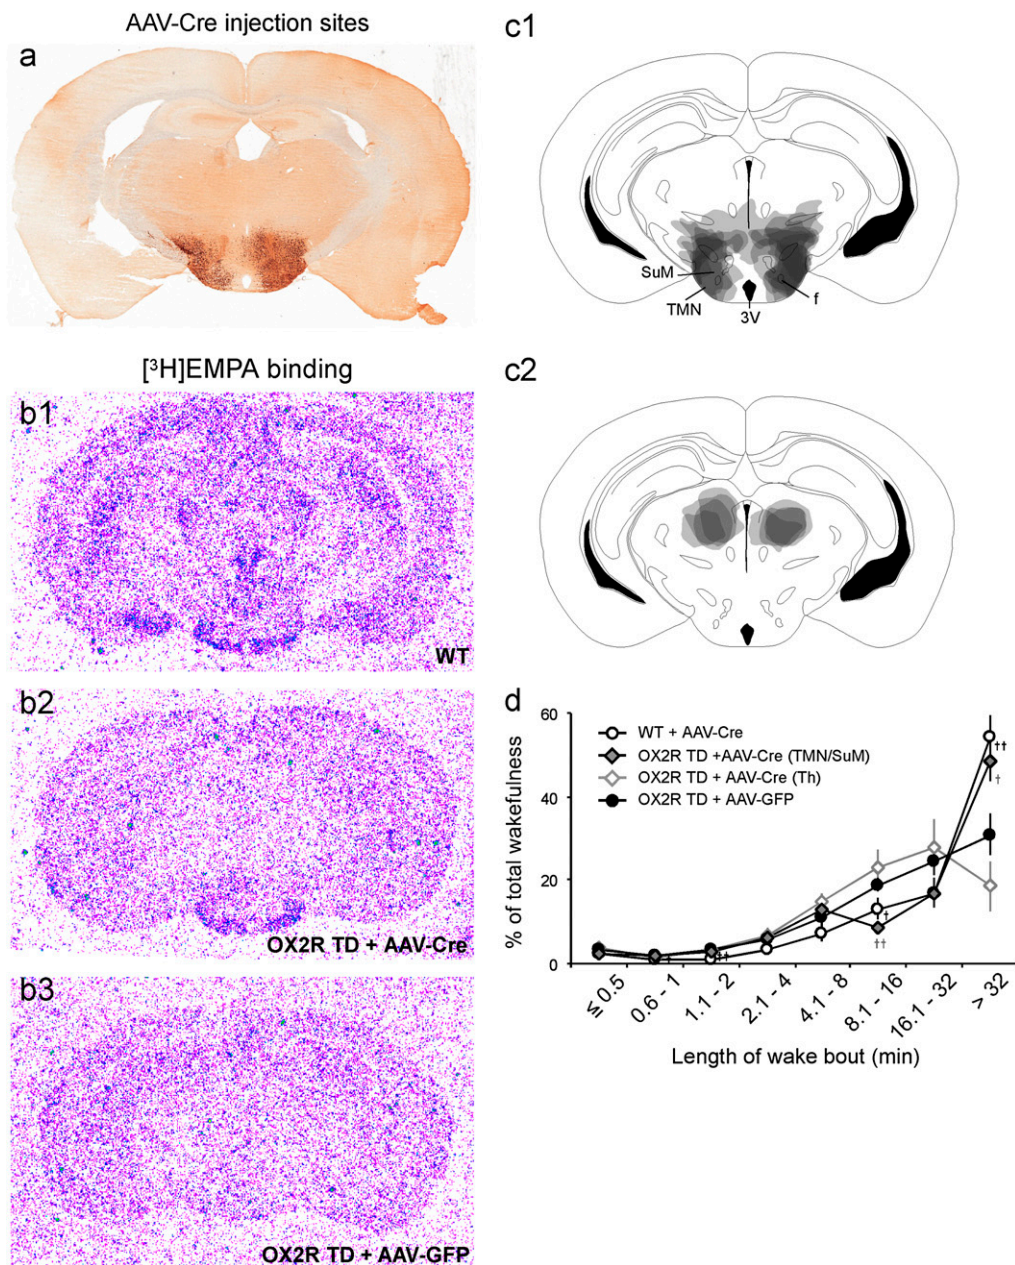 AAV-Cre injection sites
a
c1
SuM
TMN
3V
f
[³H]EMPA binding
b1
WT
c2
b2
OX2R TD + AAV-Cre
b3
OX2R TD + AAV-GFP
d
60
40
20
0
% of total wakefulness
WT + AAV-Cre
OX2R TD +AAV-Cre (TMN/SuM)
OX2R TD + AAV-Cre (Th)
OX2R TD + AAV-GFP
††
†
†
††
††
≤ 0.5
0.6 - 1
1.1 - 2
2.1 - 4
4.1 - 8
8.1 - 16
16.1 - 32
> 32
Length of wake bout (min)